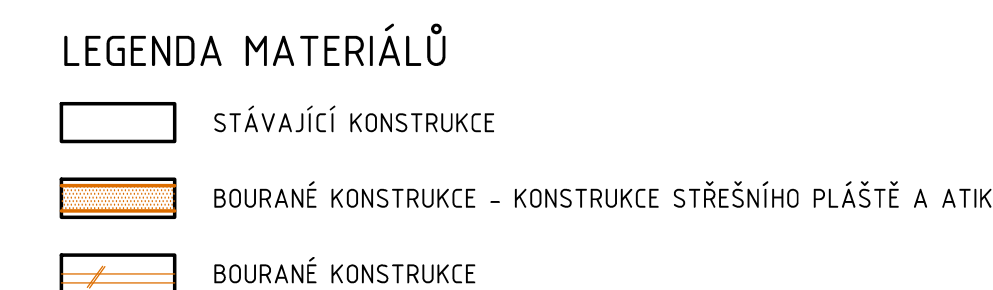 LEGENDA MATERIÁLŮ
STÁVAJÍCÍ KONSTRUKCE
BOURANÉ KONSTRUKCE - KONSTRUKCE STŘEŠNÍHO PLÁŠTĚ A ATIK
BOURANÉ KONSTRUKCE